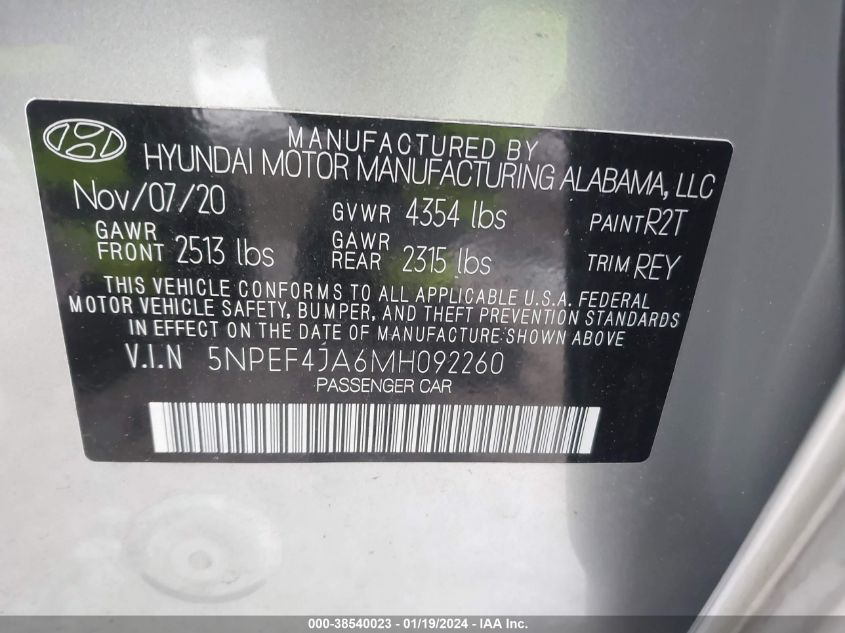 MANUFACTURED BY
HYUNDAI MOTOR MANUFACTURING ALABAMA, LLC
Nov/07/20 GVWR 4354 lbs PAINT R2T
GAWR FRONT 2513 lbs GAWR REAR 2315 lbs TRIM REY
THIS VEHICLE CONFORMS TO ALL APPLICABLE U.S.A. FEDERAL
MOTOR VEHICLE SAFETY, BUMPER, AND THEFT PREVENTION STANDARDS
IN EFFECT ON THE DATE OF MANUFACTURE SHOWN ABOVE
V.I.N 5NPEF4JA6MH092260
PASSENGER CAR
000-38540023 - 01/19/2024 - IAA Inc.